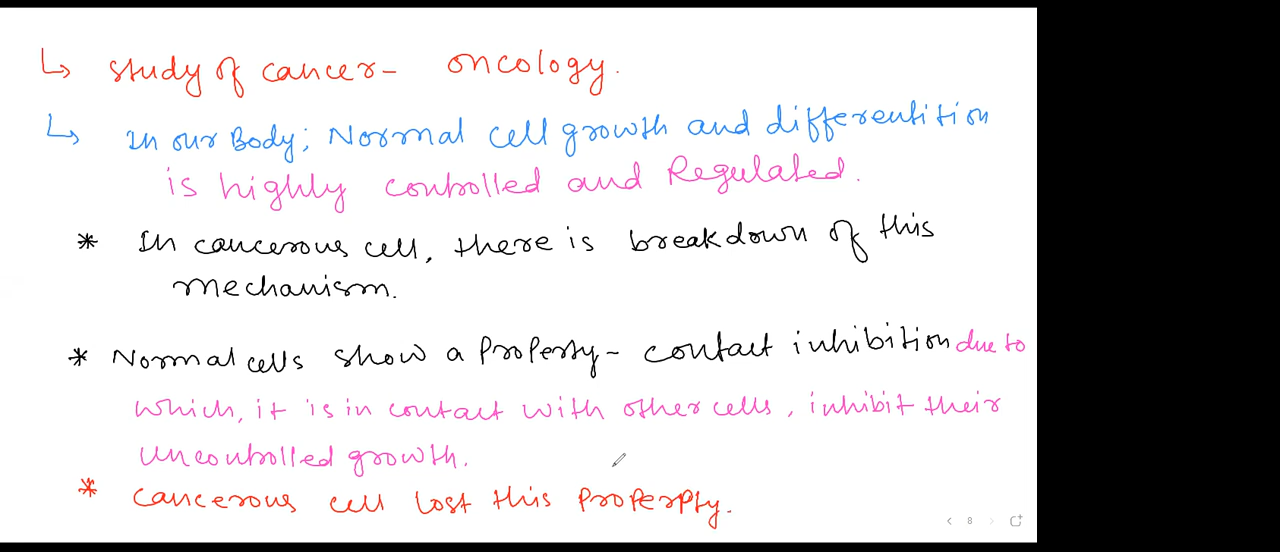 ↳ study of cancer - oncology.
↳ In our Body; Normal cell growth and differentition
is highly controlled and Regulated.
* In cancerous cell, there is breakdown of this
mechanism.
* Normal cells show a Property - contact inhibition due to
which, it is in contact with other cells, inhibit their
uncontrolled growth.
* cancerous cell lost this Properpty.
< 8 >